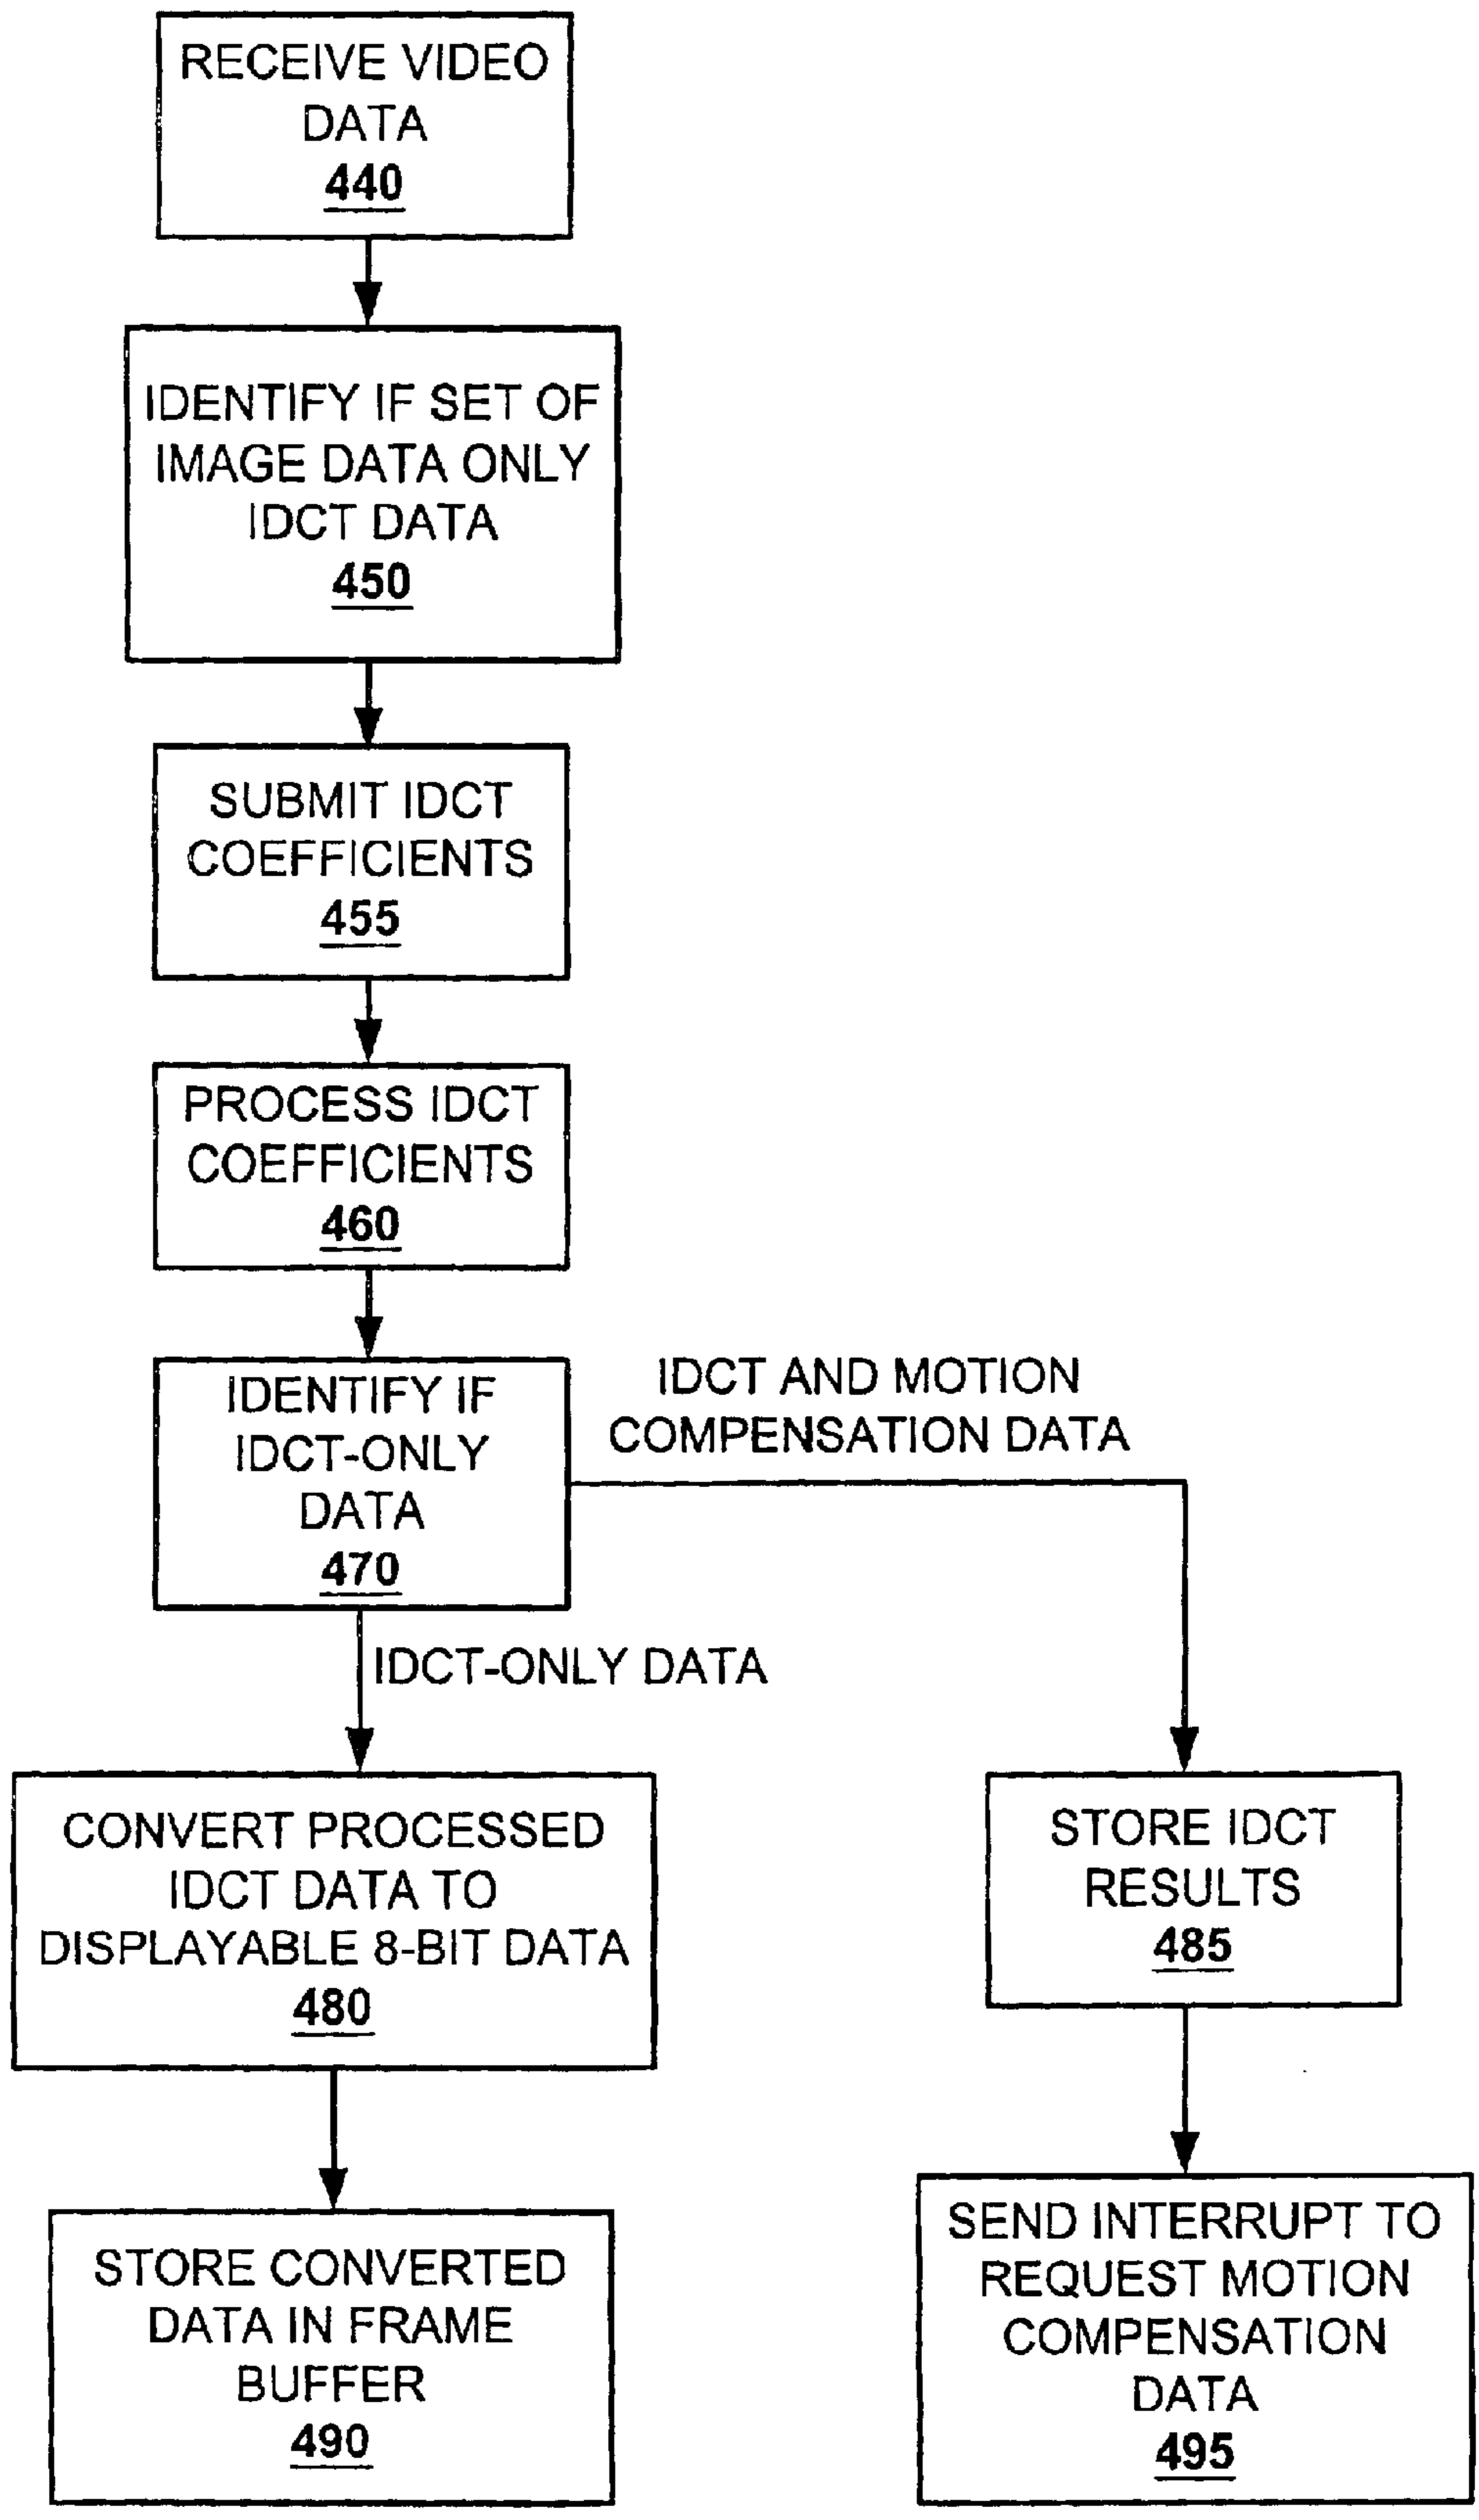 RECEIVE VIDEO
DATA
440
IDENTIFY IF SET OF
IMAGE DATA ONLY
IDCT DATA
450
SUBMIT IDCT
COEFFICIENTS
455
PROCESS IDCT
COEFFICIENTS
460
IDENTIFY IF
IDCT-ONLY
DATA
470
IDCT AND MOTION
COMPENSATION DATA
IDCT-ONLY DATA
CONVERT PROCESSED
IDCT DATA TO
DISPLAYABLE 8-BIT DATA
480
STORE IDCT
RESULTS
485
STORE CONVERTED
DATA IN FRAME
BUFFER
490
SEND INTERRUPT TO
REQUEST MOTION
COMPENSATION
DATA
495